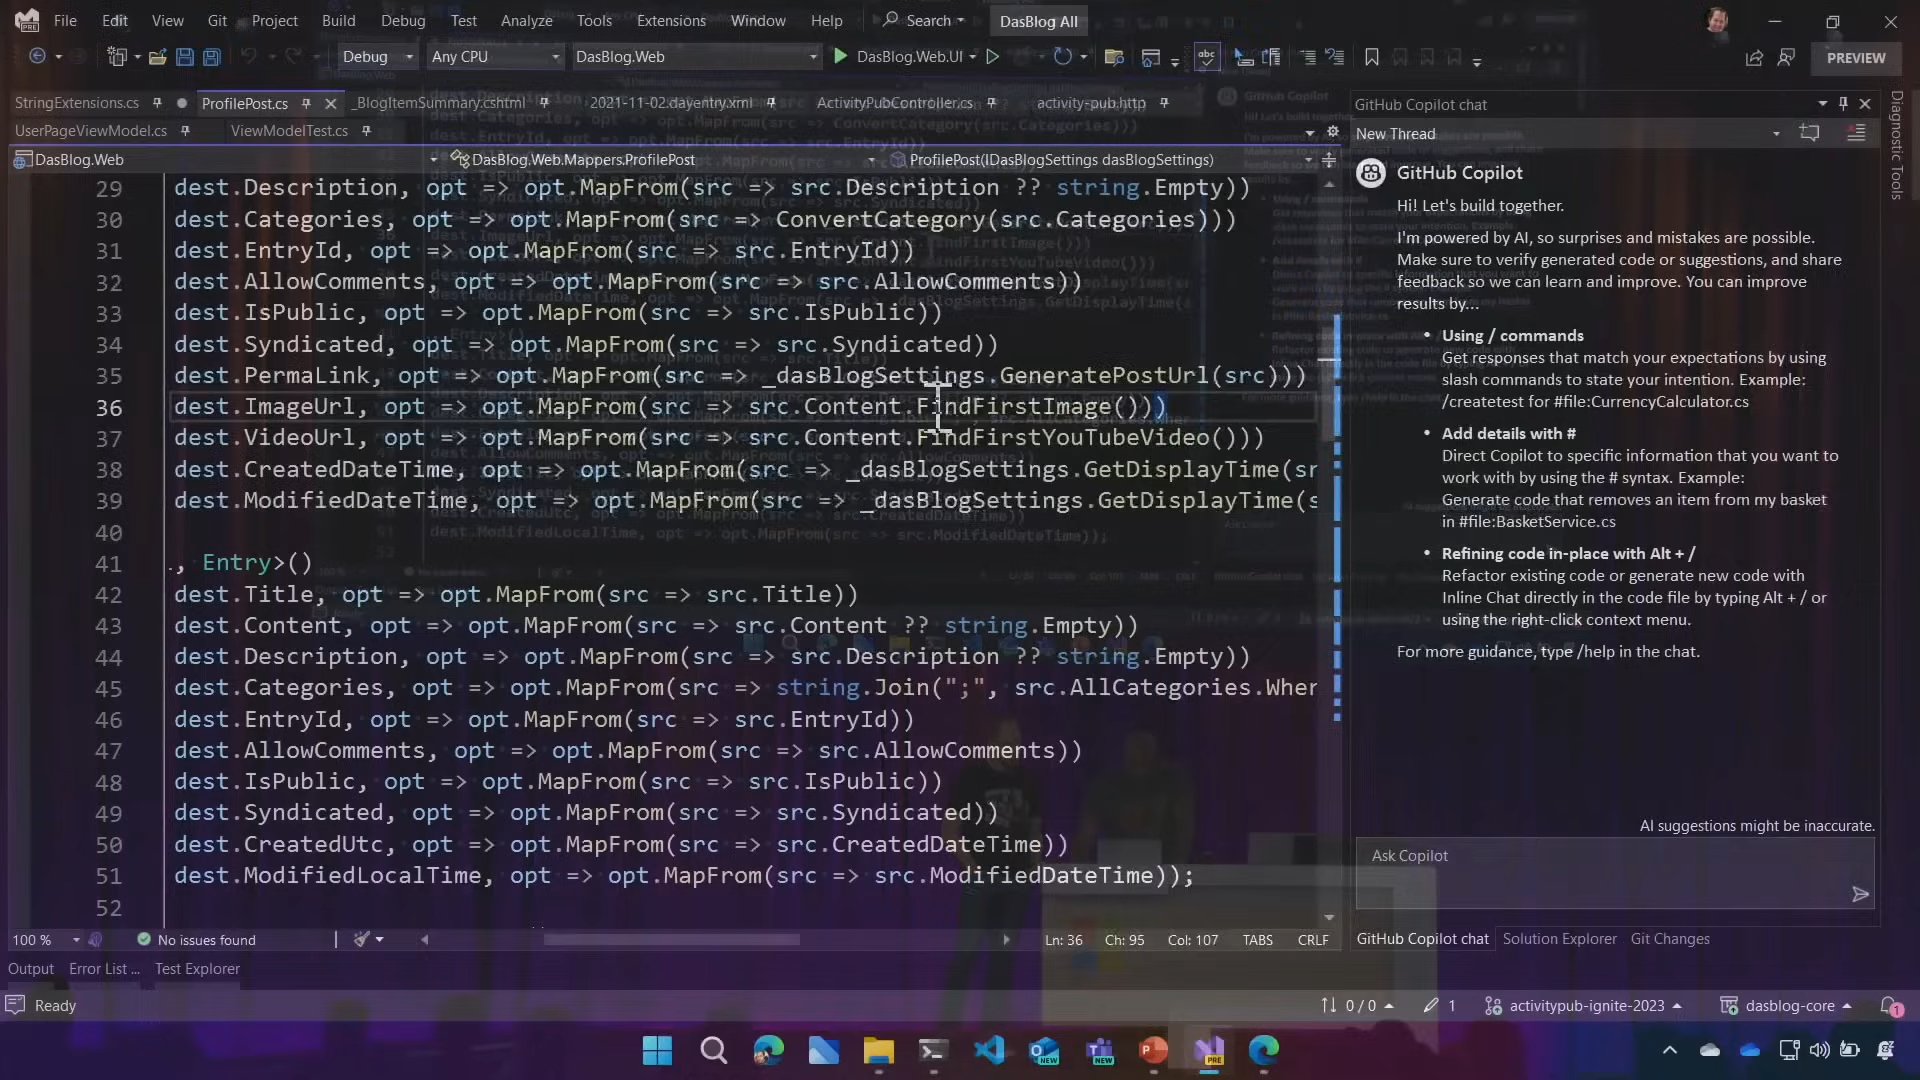 File Edit View Git Project Build Debug Test Analyze Tools Extensions Window Help Search DasBlog All
Debug Any CPU DasBlog.Web DasBlog.Web.UI PREVIEW
StringExtensions.cs ProfilePost.cs _BlogItemSummary.cshtml 2021-11-02.dayentry.xml ActivityPubController.cs activity-pub.http
UserPageViewModel.cs ViewModelTest.cs
DasBlog.Web DasBlog.Web.Mappers.ProfilePost ProfilePost(IDasBlogSettings dasBlogSettings)
29 dest.Description, opt => opt.MapFrom(src => src.Description ?? string.Empty))
30 dest.Categories, opt => opt.MapFrom(src => ConvertCategory(src.Categories)))
31 dest.EntryId, opt => opt.MapFrom(src => src.EntryId))
32 dest.AllowComments, opt => opt.MapFrom(src => src.AllowComments))
33 dest.IsPublic, opt => opt.MapFrom(src => src.IsPublic))
34 dest.Syndicated, opt => opt.MapFrom(src => src.Syndicated))
35 dest.PermaLink, opt => opt.MapFrom(src => _dasBlogSettings.GeneratePostUrl(src)))
36 dest.ImageUrl, opt => opt.MapFrom(src => src.Content.FindFirstImage()))
37 dest.VideoUrl, opt => opt.MapFrom(src => src.Content.FindFirstYouTubeVideo()))
38 dest.CreatedDateTime, opt => opt.MapFrom(src => _dasBlogSettings.GetDisplayTime(sr
39 dest.ModifiedDateTime, opt => opt.MapFrom(src => _dasBlogSettings.GetDisplayTime(s
40
41 ., Entry>()
42 dest.Title, opt => opt.MapFrom(src => src.Title))
43 dest.Content, opt => opt.MapFrom(src => src.Content ?? string.Empty))
44 dest.Description, opt => opt.MapFrom(src => src.Description ?? string.Empty))
45 dest.Categories, opt => opt.MapFrom(src => string.Join(";", src.AllCategories.Wher
46 dest.EntryId, opt => opt.MapFrom(src => src.EntryId))
47 dest.AllowComments, opt => opt.MapFrom(src => src.AllowComments))
48 dest.IsPublic, opt => opt.MapFrom(src => src.IsPublic))
49 dest.Syndicated, opt => opt.MapFrom(src => src.Syndicated))
50 dest.CreatedUtc, opt => opt.MapFrom(src => src.CreatedDateTime))
51 dest.ModifiedLocalTime, opt => opt.MapFrom(src => src.ModifiedDateTime));
52
100 % No issues found Ln: 36 Ch: 95 Col: 107 TABS CRLF
Output Error List ... Test Explorer
GitHub Copilot chat
New Thread
GitHub Copilot
Hi! Let's build together.
I'm powered by AI, so surprises and mistakes are possible.
Make sure to verify generated code or suggestions, and share
feedback so we can learn and improve. You can improve
results by...
• Using / commands
Get responses that match your expectations by using
slash commands to state your intention. Example:
/createtest for #file:CurrencyCalculator.cs
• Add details with #
Direct Copilot to specific information that you want to
work with by using the # syntax. Example:
Generate code that removes an item from my basket
in #file:BasketService.cs
• Refining code in-place with Alt + /
Refactor existing code or generate new code with
Inline Chat directly in the code file by typing Alt + / or
using the right-click context menu.
For more guidance, type /help in the chat.
AI suggestions might be inaccurate.
Ask Copilot
GitHub Copilot chat Solution Explorer Git Changes
Diagnostic Tools
Ready 0 / 0 1 activitypub-ignite-2023 dasblog-core 1